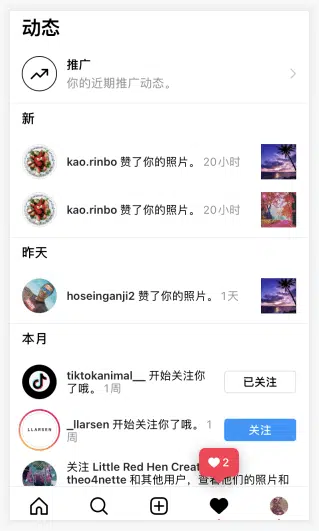 动态
推广
你的近期推广动态。
新
kao.rinbo 赞了你的照片。 20小时
kao.rinbo 赞了你的照片。 20小时
昨天
hoseinganji2 赞了你的照片。 1天
本月
tiktokanimal__ 开始关注你
了哦。 1周
已关注
LLARSEN
_llarsen 开始关注了你哦。 1
周
关注
关注 Little Red Hen Creat
theo4nette 和其他用户，查看他们的照片和
2